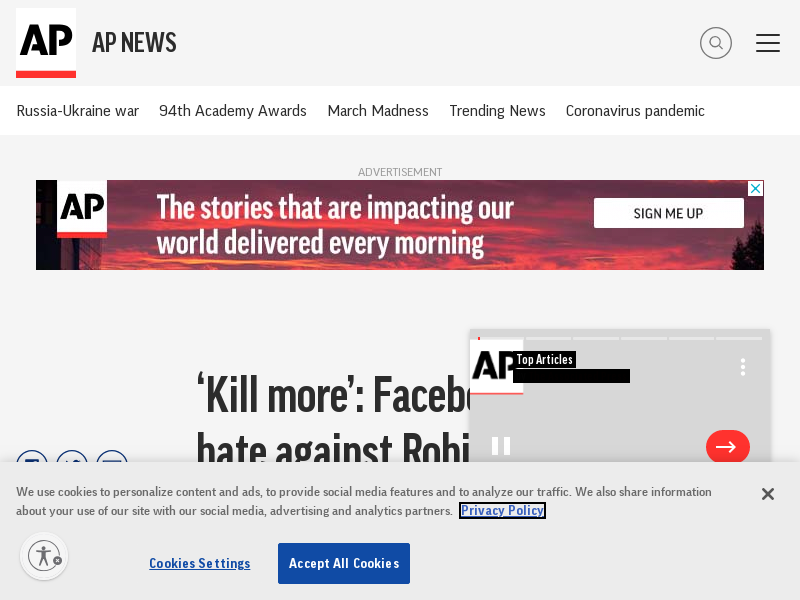 AP
AP NEWS
Russia-Ukraine war
94th Academy Awards
March Madness
Trending News
Coronavirus pandemic
ADVERTISEMENT
AP
The stories that are impacting our
world delivered every morning
SIGN ME UP
AP
Top Articles
‘Kill more’:
hate against
We use cookies to personalize content and ads, to provide social media features and to analyze our traffic. We also share information
about your use of our site with our social media, advertising and analytics partners. Privacy Policy
Cookies Settings
Accept All Cookies